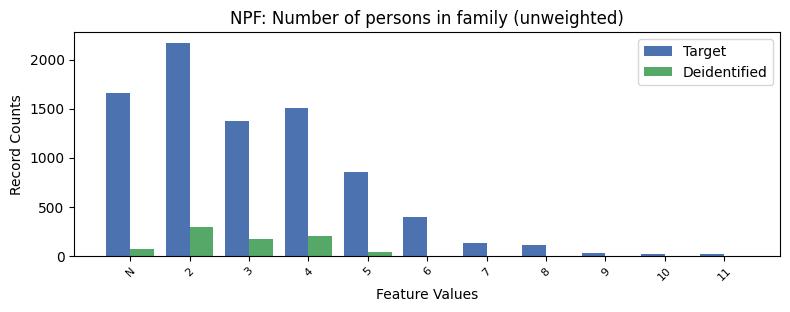 NPF: Number of persons in family (unweighted)
Target
Deidentified
Record Counts
2000
1500
1000
500
0
N 2 3 4 5 6 7 8 9 10 11
Feature Values